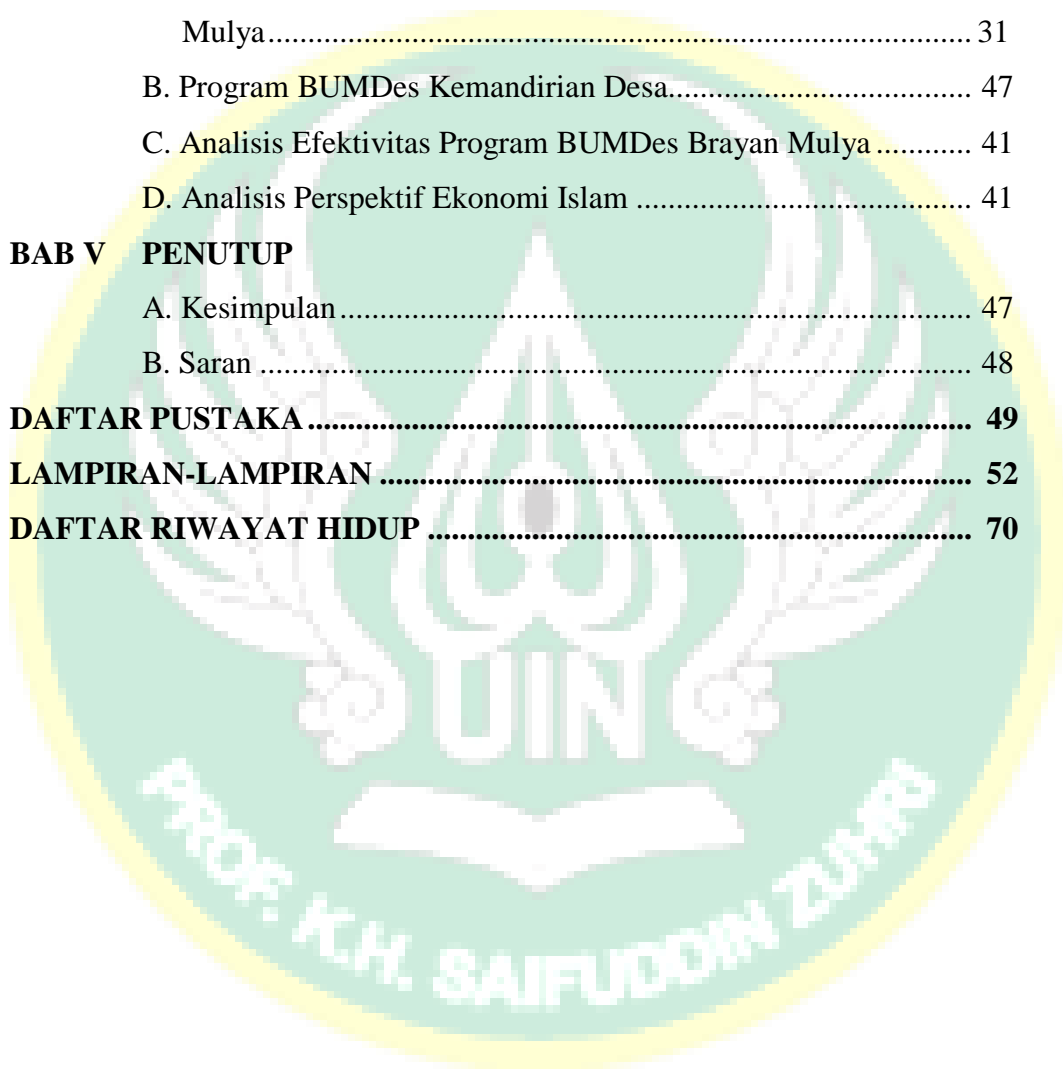 Mulya........................................................................... 31
B. Program BUMDes Kemandirian Desa.................................. 47
C. Analisis Efektivitas Program BUMDes Brayan Mulya ........... 41
D. Analisis Perspektif Ekonomi Islam .................................... 41
BAB V PENUTUP
A. Kesimpulan ................................................................... 47
B. Saran ........................................................................... 48
DAFTAR PUSTAKA ...................................................................... 49
LAMPIRAN-LAMPIRAN ............................................................... 52
DAFTAR RIWAYAT HIDUP .......................................................... 70
UIN
PROF. K.H. SAIFUDDIN ZUHRI